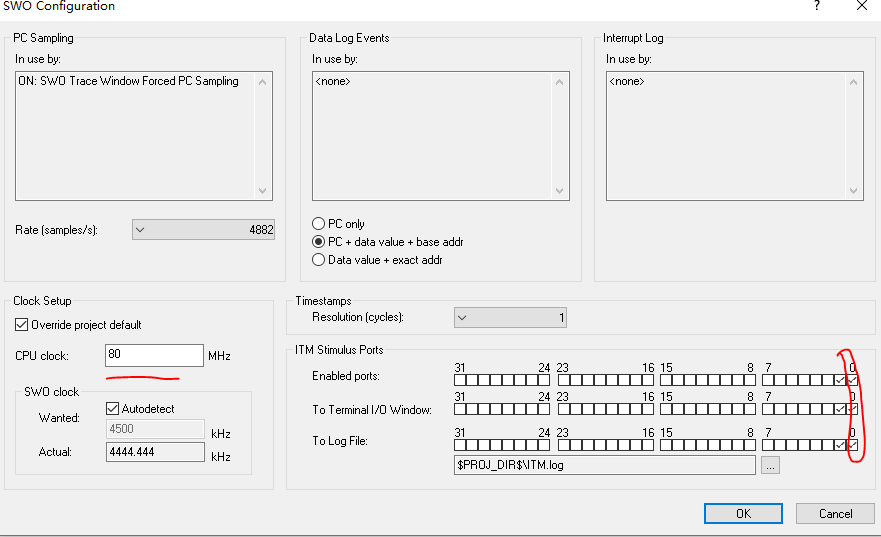 SWO Configuration
?
PC Sampling
In use by:
ON: SWO Trace Window Forced PC Sampling
Rate (samples/s):
4882
Data Log Events
In use by:
<none>
PC only
PC + data value + base addr
Data value + exact addr
Interrupt Log
In use by:
<none>
Clock Setup
Override project default
CPU clock:
80
MHz
SWO clock
Wanted:
Autodetect
4500
kHz
Actual:
4444.444
kHz
Timestamps
Resolution (cycles):
1
ITM Stimulus Ports
31 24 23 16 15 8 7 0
Enabled ports:
31 24 23 16 15 8 7 0
To Terminal I/O Window:
31 24 23 16 15 8 7 0
To Log File:
$PROJ_DIR$\ITM.log
...
OK
Cancel